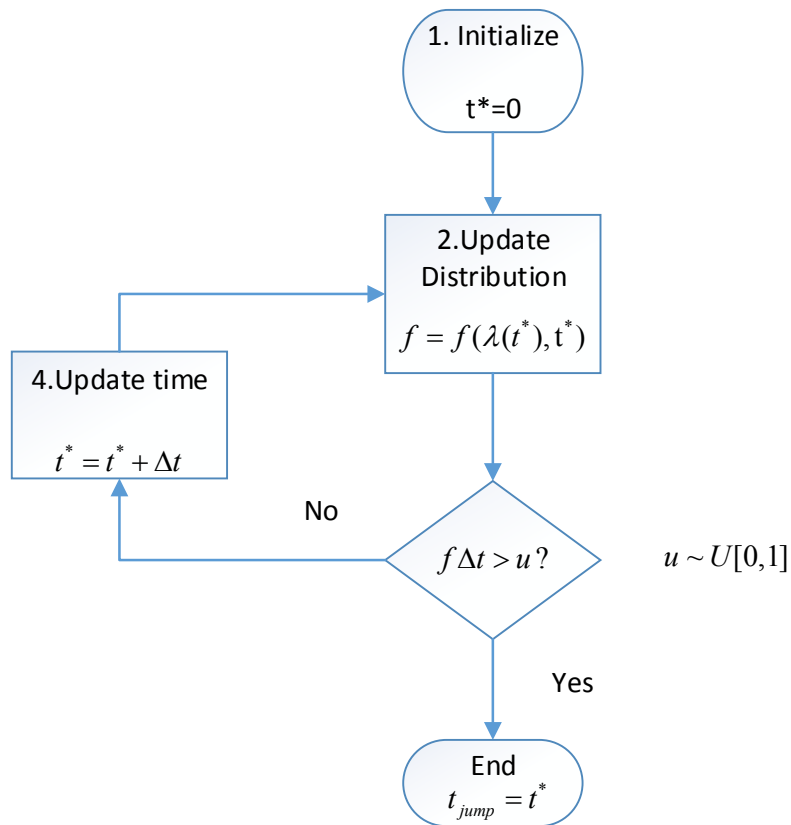 1. Initialize
t*=0
2.Update
Distribution
f = f(λ(t*),t*)
4.Update time
t* = t* + Δt
No
f Δt > u ?
u ~ U[0,1]
Yes
End
t_jump = t*